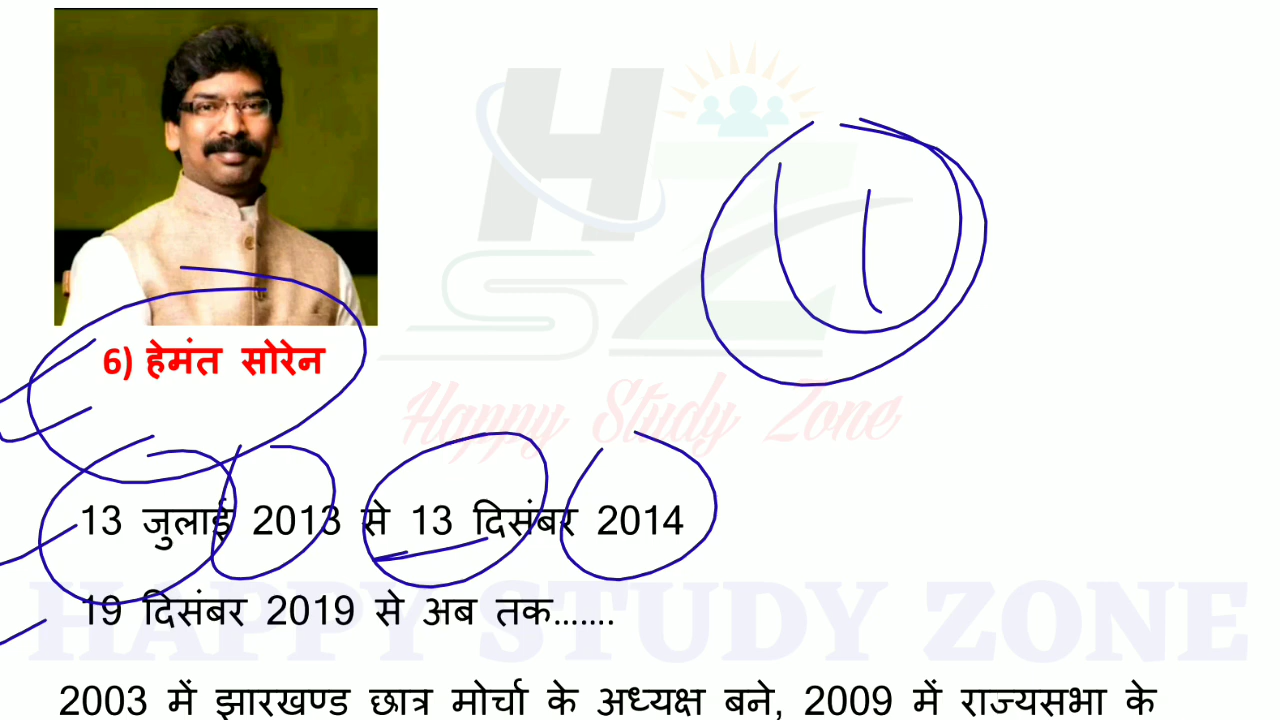 HSZ
Happy Study Zone
6) हेमंत सोरेन
13 जुलाई 2013 से 13 दिसंबर 2014
19 दिसंबर 2019 से अब तक.......
HAPPY STUDY ZONE
2003 में झारखण्ड छात्र मोर्चा के अध्यक्ष बने, 2009 में राज्यसभा के